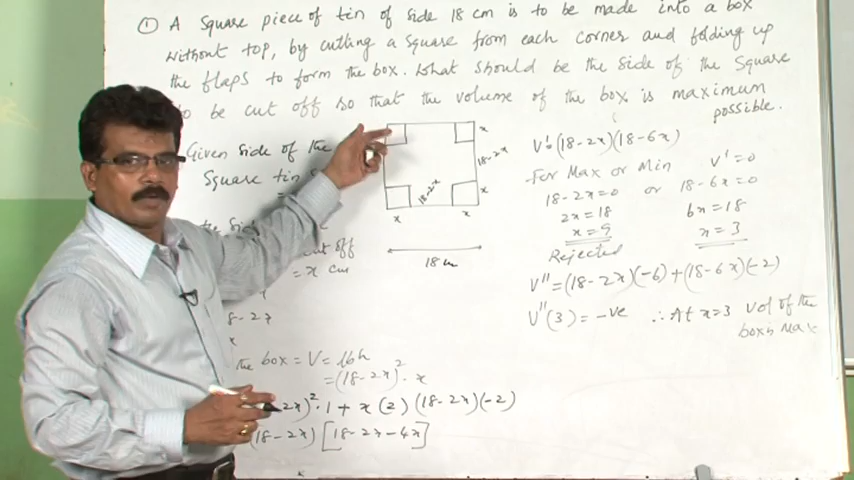 ① A Square piece of tin of side 18 cm is to be made into a box
without top, by cutting a square from each corner and folding up
the flaps to form the box. What should be the side of the Square
to be cut off so that the volume of the box is maximum
possible.
Given side of the
Square tin
=
the side
cut off
= x cm
8-2x
x
the box = V = lbh
= (18-2x)². x
2x)².1 + x(2)(18-2x)(-2)
(18-2x)[18-2x-4x]
x
18-2x
x
18-2x
x
x
18 cm
V'=(18-2x)(18-6x)
For Max or Min V'=0
18-2x=0 or 18-6x=0
2x=18 6x=18
x=9 x=3
Rejected
V''=(18-2x)(-6)+(18-6x)(-2)
V''(3)=-ve ∴At x=3 Vol of the
box is Max